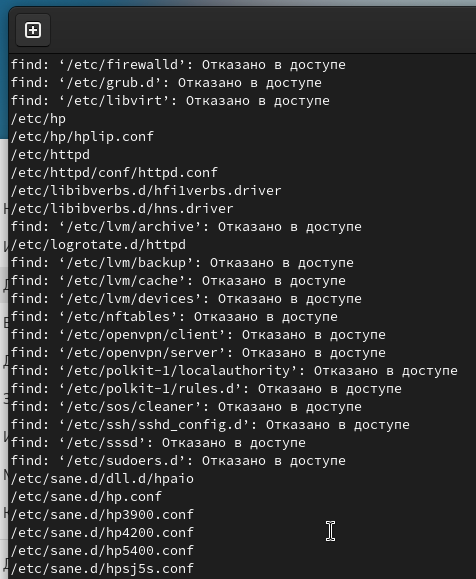 find: ‘/etc/firewalld’: Отказано в доступе
find: ‘/etc/grub.d’: Отказано в доступе
find: ‘/etc/libvirt’: Отказано в доступе
/etc/hp
/etc/hp/hplip.conf
/etc/httpd
/etc/httpd/conf/httpd.conf
/etc/libibverbs.d/hfi1verbs.driver
/etc/libibverbs.d/hns.driver
find: ‘/etc/lvm/archive’: Отказано в доступе
/etc/logrotate.d/httpd
find: ‘/etc/lvm/backup’: Отказано в доступе
find: ‘/etc/lvm/cache’: Отказано в доступе
find: ‘/etc/lvm/devices’: Отказано в доступе
find: ‘/etc/nftables’: Отказано в доступе
find: ‘/etc/openvpn/client’: Отказано в доступе
find: ‘/etc/openvpn/server’: Отказано в доступе
find: ‘/etc/polkit-1/localauthority’: Отказано в доступе
find: ‘/etc/polkit-1/rules.d’: Отказано в доступе
find: ‘/etc/sos/cleaner’: Отказано в доступе
find: ‘/etc/ssh/sshd_config.d’: Отказано в доступе
find: ‘/etc/sssd’: Отказано в доступе
find: ‘/etc/sudoers.d’: Отказано в доступе
/etc/sane.d/dll.d/hpaio
/etc/sane.d/hp.conf
/etc/sane.d/hp3900.conf
/etc/sane.d/hp4200.conf
/etc/sane.d/hp5400.conf
/etc/sane.d/hpsj5s.conf